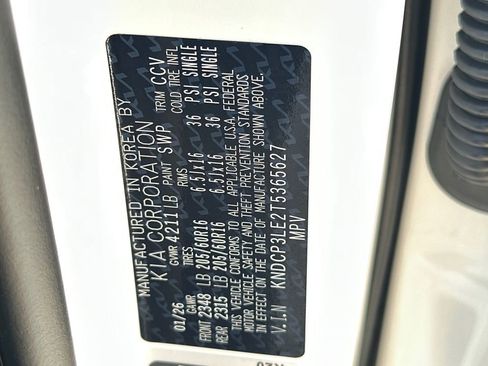 MANUFACTURED IN KOREA BY
KIA CORPORATION
GVWR 4211 LB PAINT SWP TRIM CCV
GAWR TIRES RIMS COLD TIRE INFL
01/26
FRONT 2348 LB 205/60R16 6.5Jx16 36 PSI SINGLE
REAR 2315 LB 205/60R16 6.5Jx16 36 PSI SINGLE
THIS VEHICLE CONFORMS TO ALL APPLICABLE U.S.A. FEDERAL
MOTOR VEHICLE SAFETY AND THEFT PREVENTION STANDARDS
IN EFFECT ON THE DATE OF MANUFACTURE SHOWN ABOVE.
V.I.N KNDCP3LE2T5365627
MPV